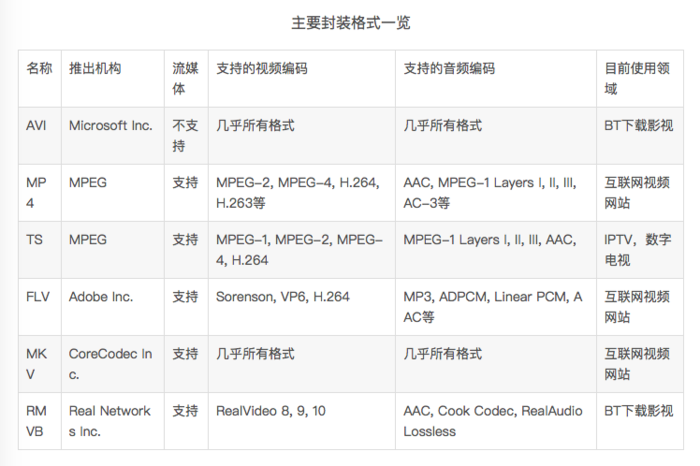 主要封装格式一览
名称 推出机构 流媒体 支持的视频编码 支持的音频编码 目前使用领域
AVI Microsoft Inc. 不支持 几乎所有格式 几乎所有格式 BT下载影视
MP4 MPEG 支持 MPEG-2, MPEG-4, H.264, H.263等 AAC, MPEG-1 Layers I, II, III, AC-3等 互联网视频网站
TS MPEG 支持 MPEG-1, MPEG-2, MPEG-4, H.264 MPEG-1 Layers I, II, III, AAC, IPTV，数字电视
FLV Adobe Inc. 支持 Sorenson, VP6, H.264 MP3, ADPCM, Linear PCM, AAC等 互联网视频网站
MKV CoreCodec Inc. 支持 几乎所有格式 几乎所有格式 互联网视频网站
RMVB Real Networks Inc. 支持 RealVideo 8, 9, 10 AAC, Cook Codec, RealAudio Lossless BT下载影视